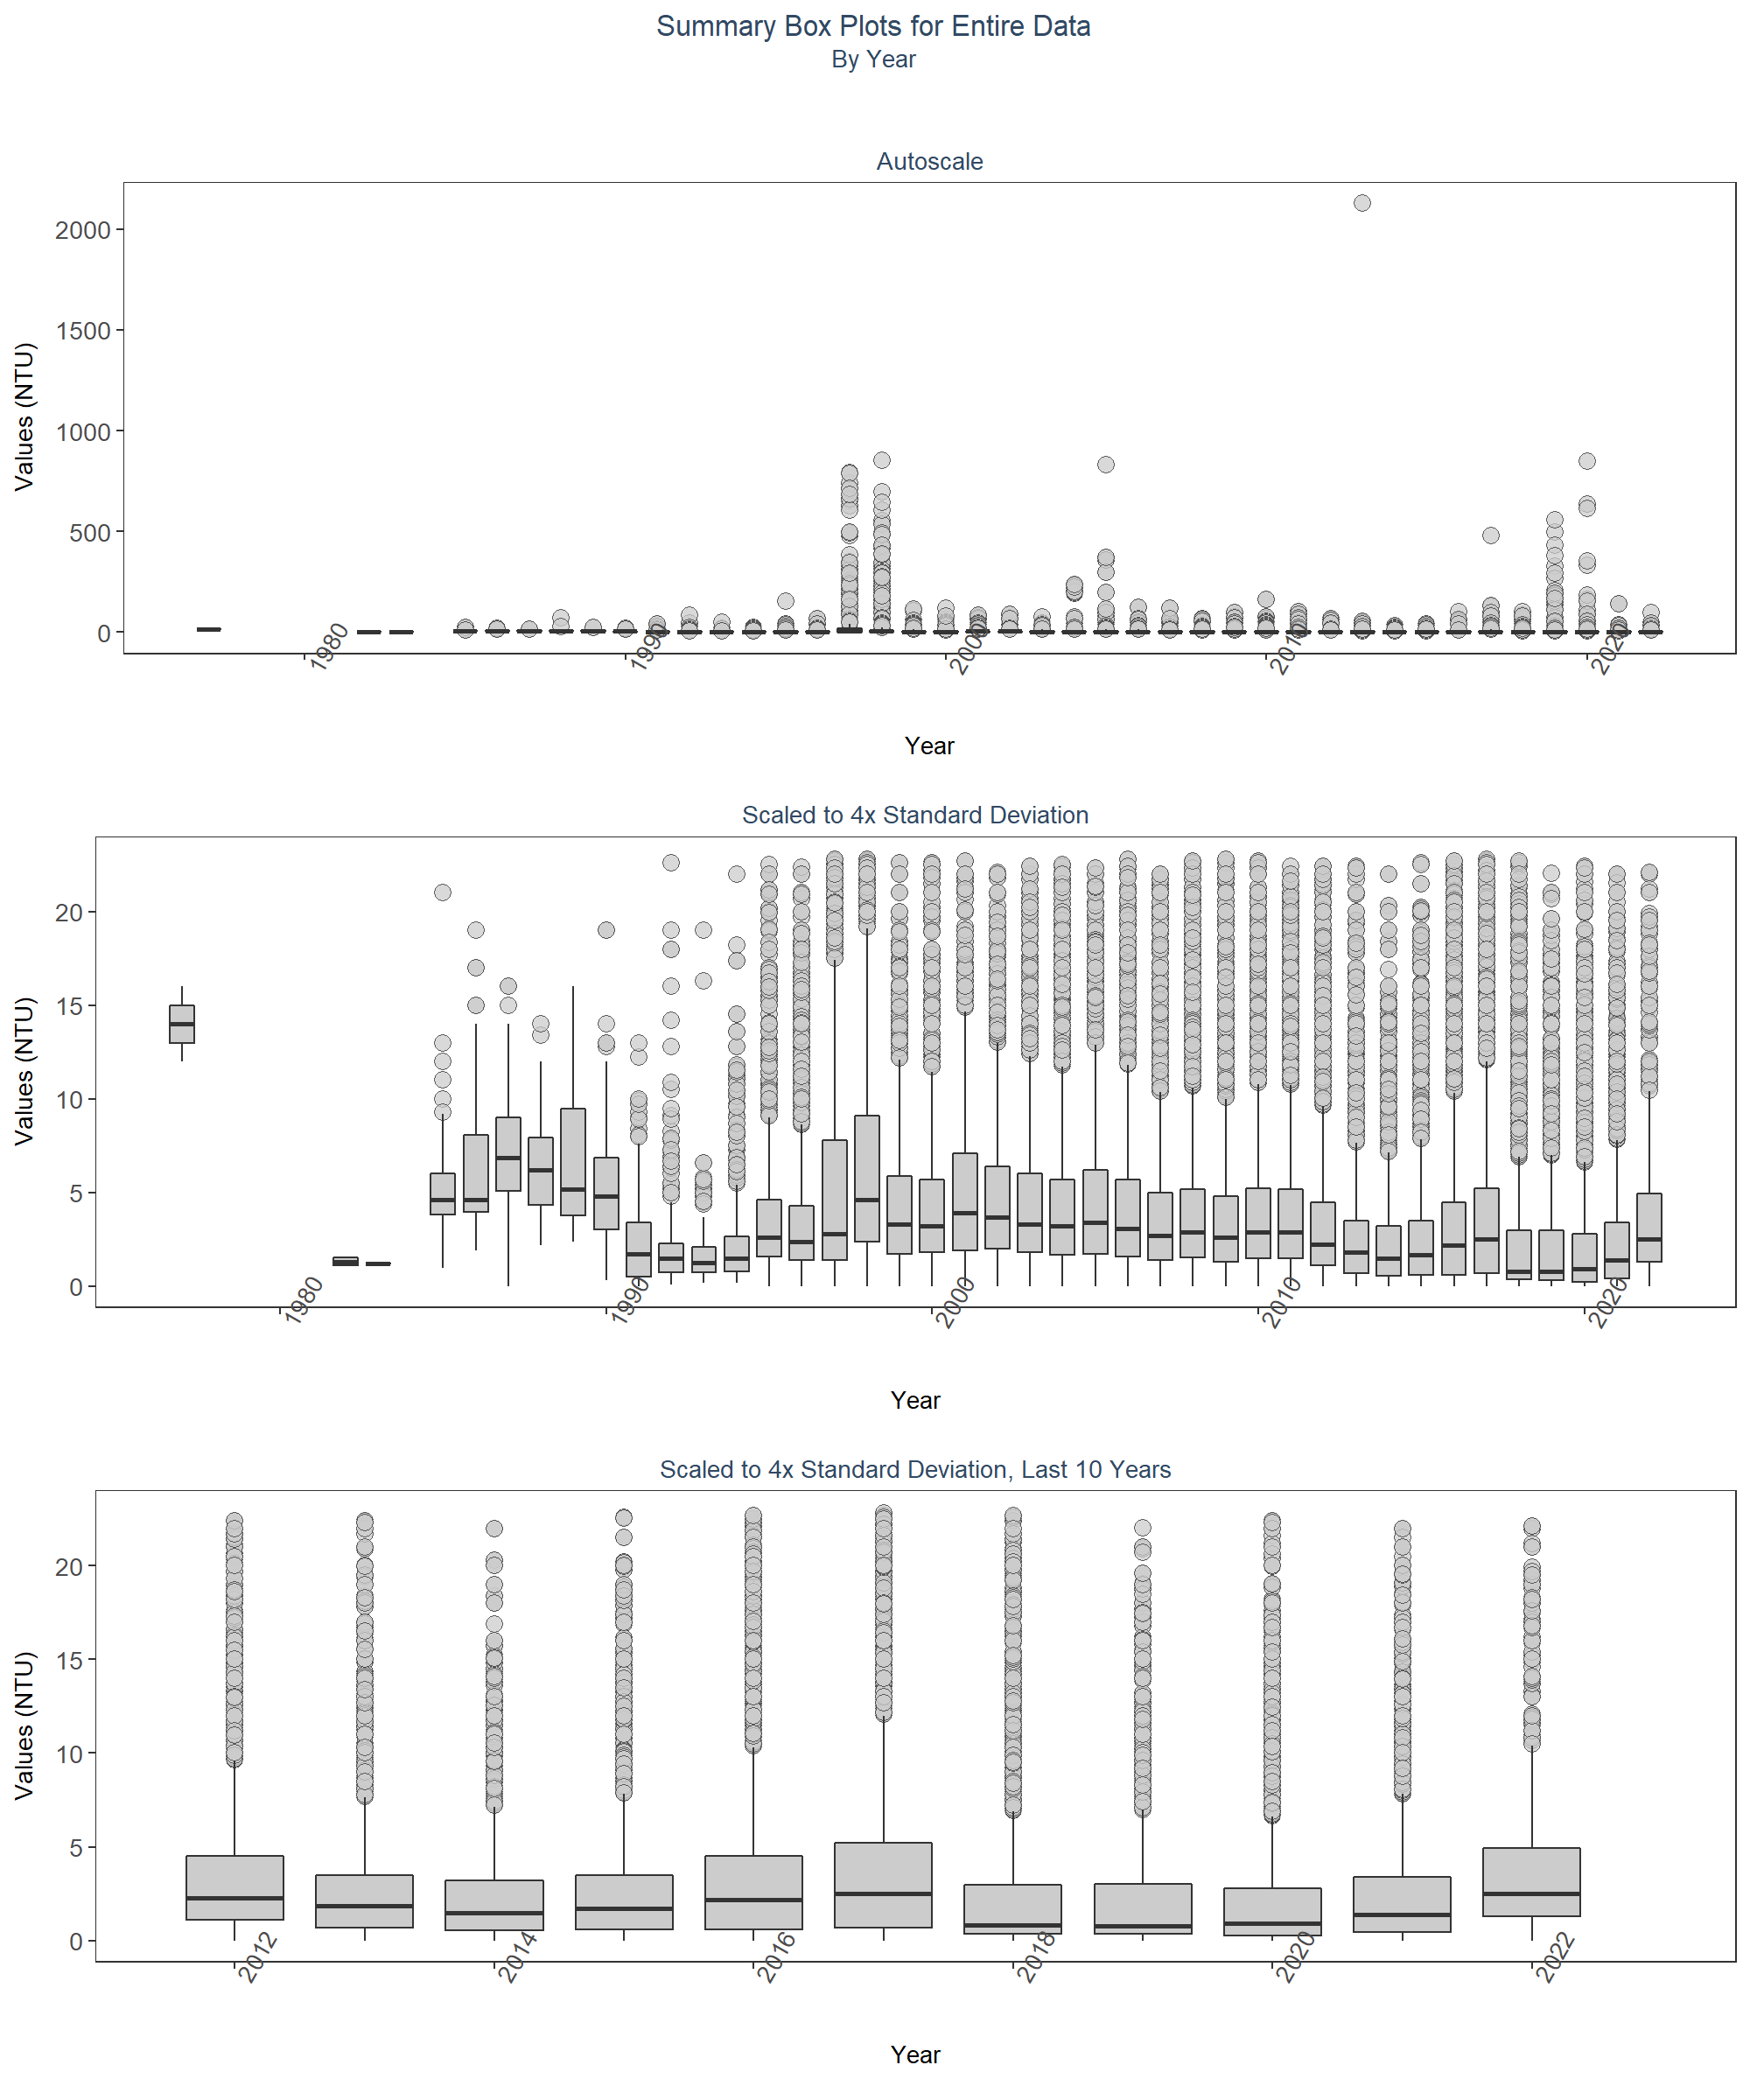 Summary Box Plots for Entire Data
By Year
Autoscale
Values (NTU)
2000
1500
1000
500
0
1980
1990
2000
2010
2020
Year
Scaled to 4x Standard Deviation
Values (NTU)
20
15
10
5
0
1980
1990
2000
2010
2020
Year
Scaled to 4x Standard Deviation, Last 10 Years
Values (NTU)
20
15
10
5
0
2012
2014
2016
2018
2020
2022
Year